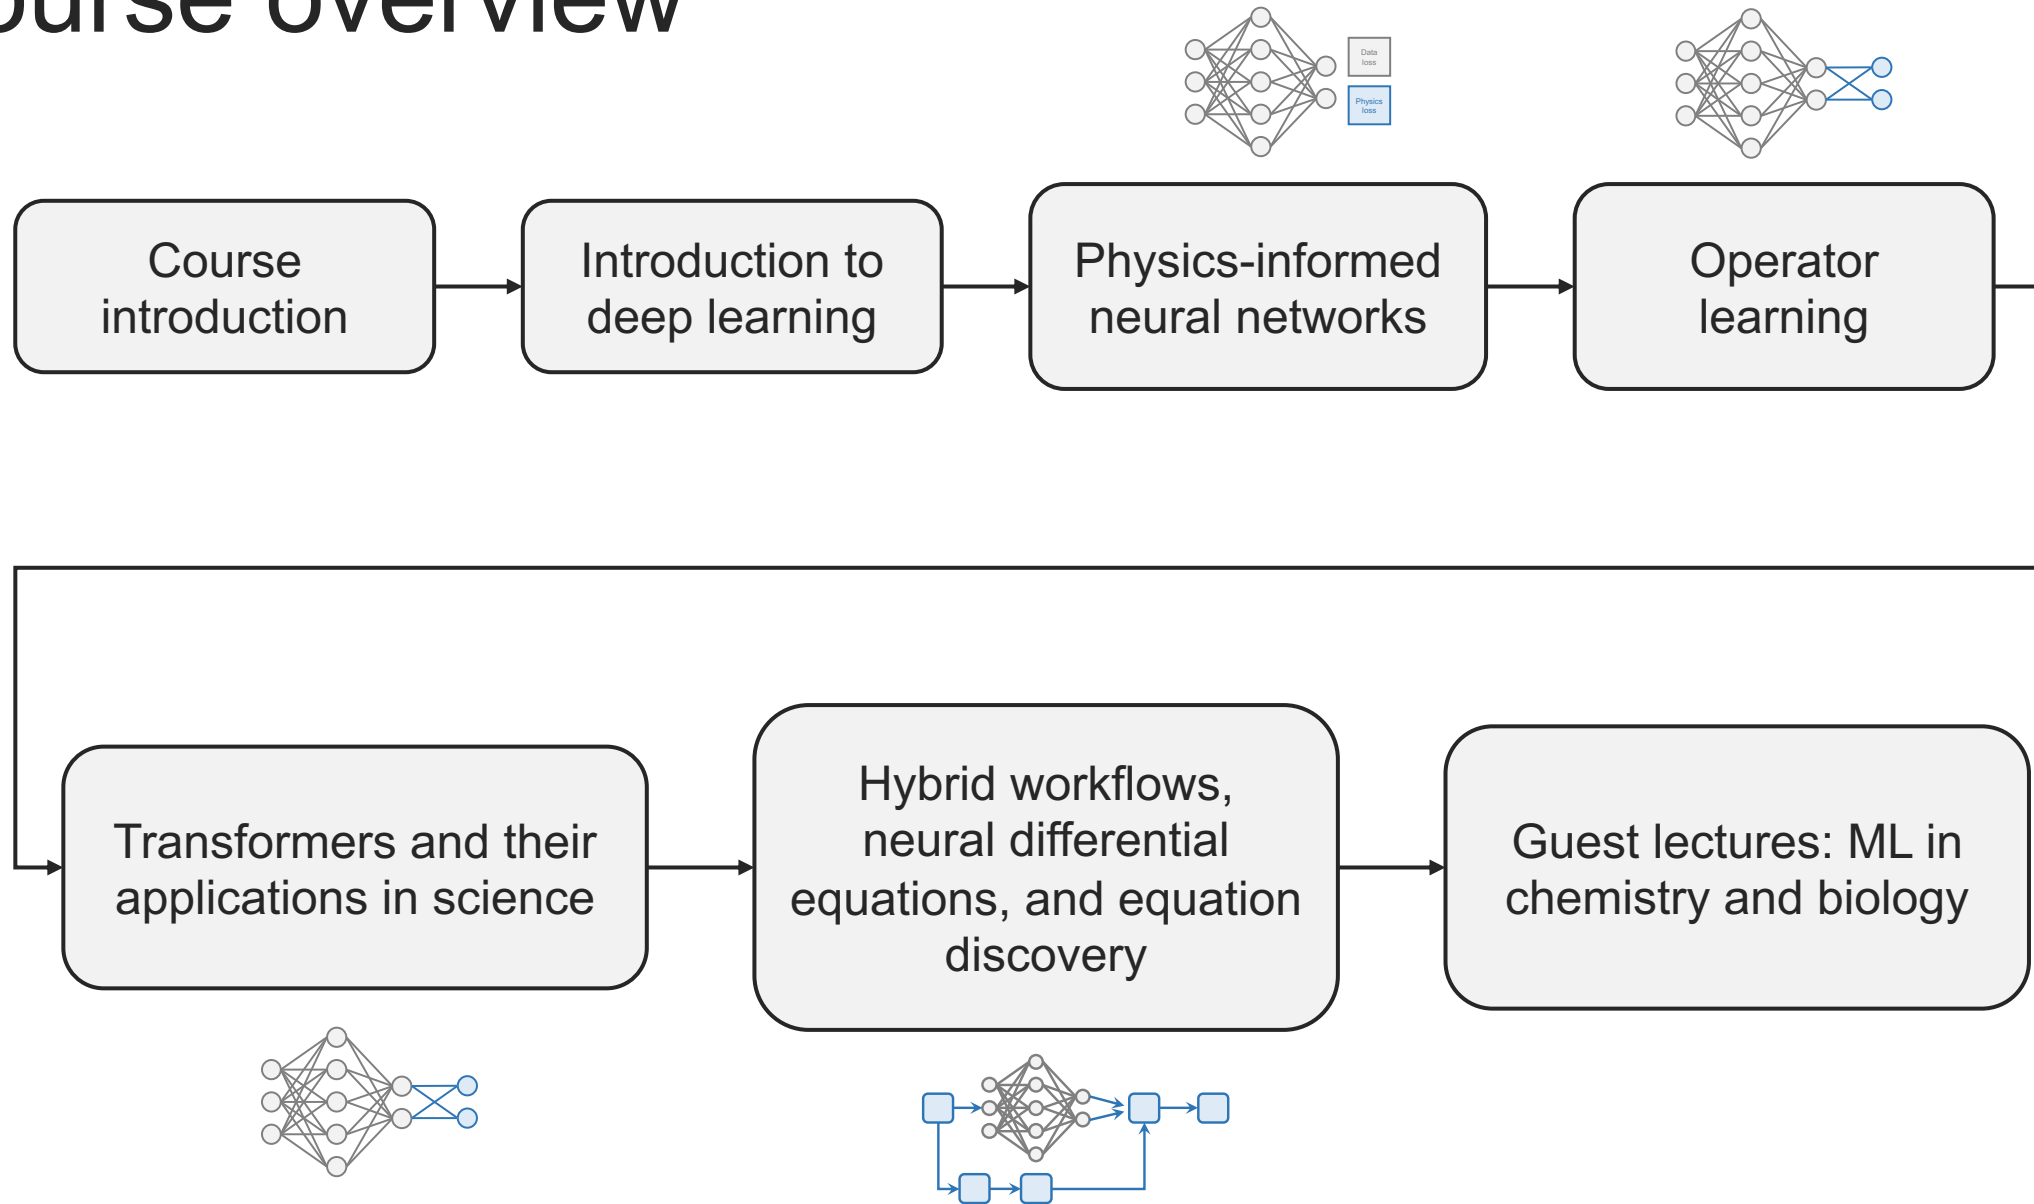 ourse overview
Data
loss
Physics
loss
Course
introduction
Introduction to
deep learning
Physics-informed
neural networks
Operator
learning
Transformers and their
applications in science
Hybrid workflows,
neural differential
equations, and equation
discovery
Guest lectures: ML in
chemistry and biology